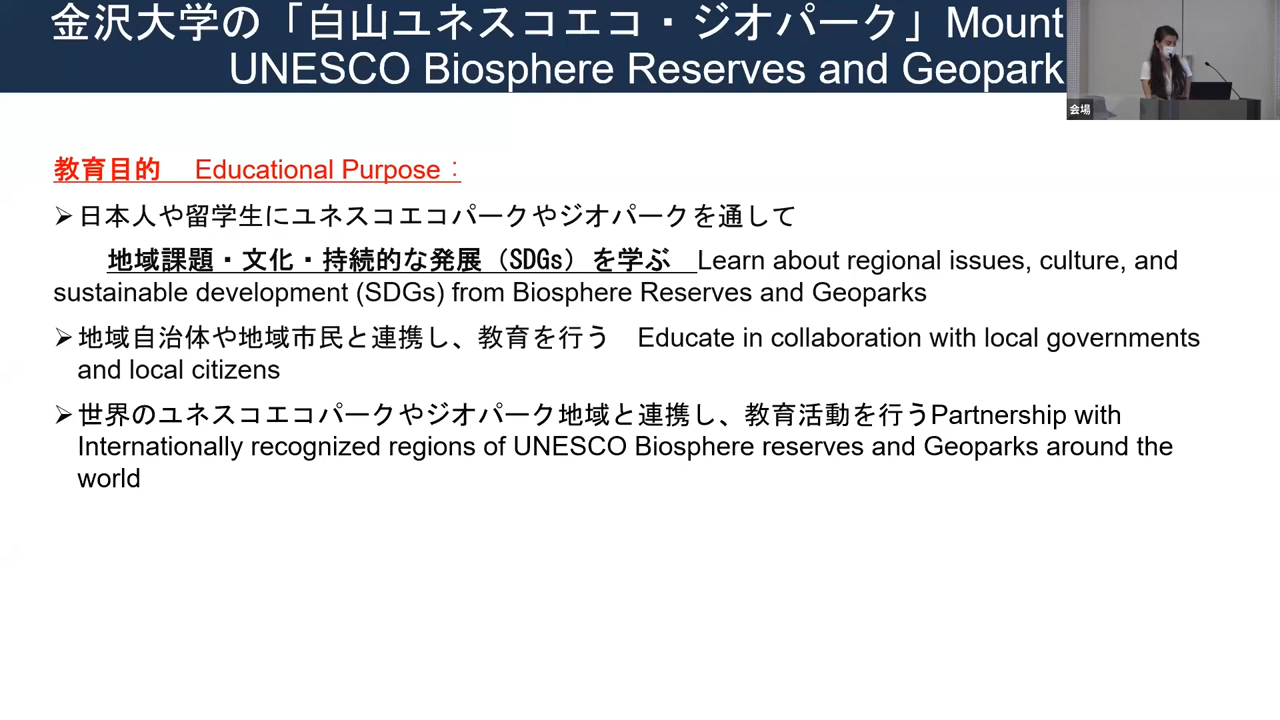 金沢大学の「白山ユネスコエコ・ジオパーク」Mount
UNESCO Biosphere Reserves and Geopark
会場
教育目的　Educational Purpose：
➢日本人や留学生にユネスコエコパークやジオパークを通して
地域課題・文化・持続的な発展（SDGs）を学ぶ　Learn about regional issues, culture, and
sustainable development (SDGs) from Biosphere Reserves and Geoparks
➢地域自治体や地域市民と連携し、教育を行う　Educate in collaboration with local governments
and local citizens
➢世界のユネスコエコパークやジオパーク地域と連携し、教育活動を行うPartnership with
Internationally recognized regions of UNESCO Biosphere reserves and Geoparks around the
world